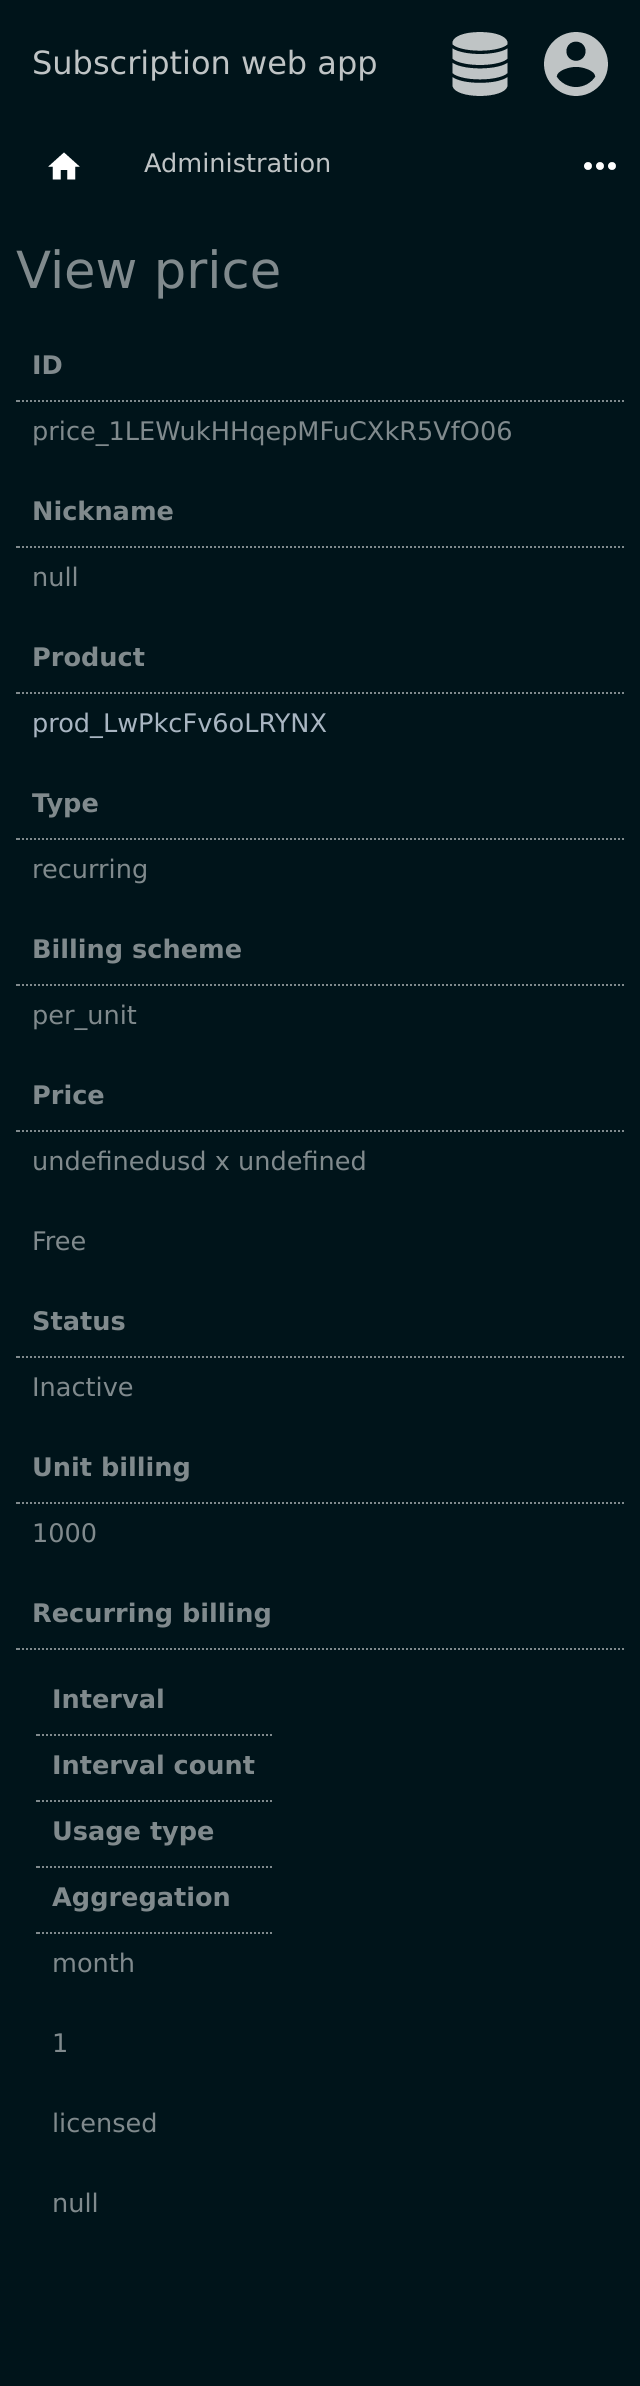 Subscription web app
Administration
View price
ID
price_1LEWukHHqepMFuCXkR5VfO06
Nickname
null
Product
prod_LwPkcFv6oLRYNX
Type
recurring
Billing scheme
per_unit
Price
undefinedusd x undefined
Free
Status
Inactive
Unit billing
1000
Recurring billing
Interval
Interval count
Usage type
Aggregation
month
1
licensed
null